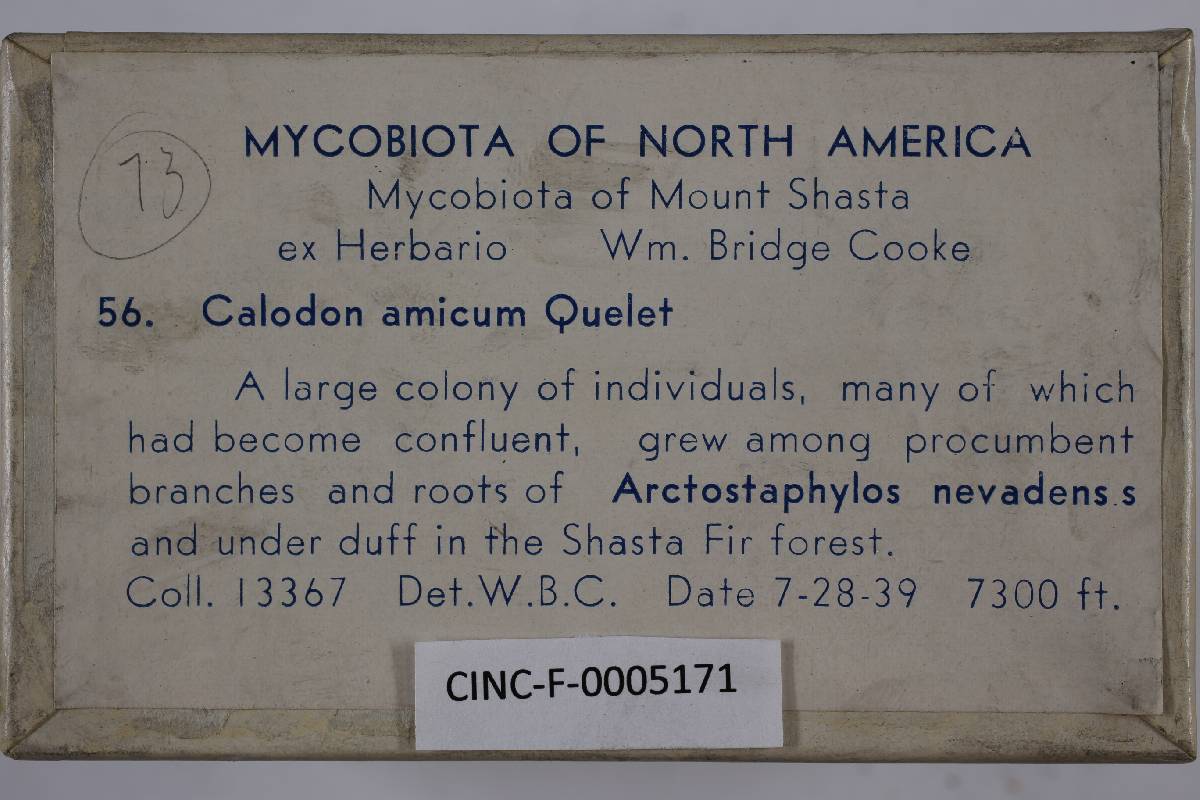 73
MYCOBIOTA OF NORTH AMERICA
Mycobiota of Mount Shasta
ex Herbario Wm. Bridge Cooke
56. Calodon amicum Quelet
A large colony of individuals, many of which
had become confluent, grew among procumbent
branches and roots of Arctostaphylos nevadens.s
and under duff in the Shasta Fir forest.
Coll. 13367 Det.W.B.C. Date 7-28-39 7300 ft.
CINC-F-0005171